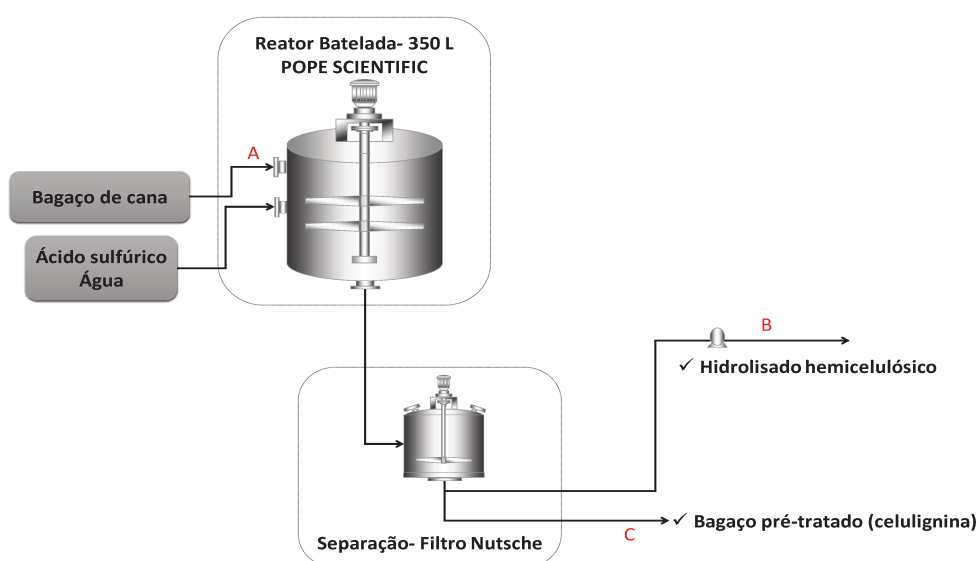 Reator Batelada- 350 L
POPE SCIENTIFIC
A
Bagaço de cana
Ácido sulfúrico
Água
B
✓ Hidrolisado hemicelulósico
✓ Bagaço pré-tratado (celulignina)
C
Separação- Filtro Nutsche